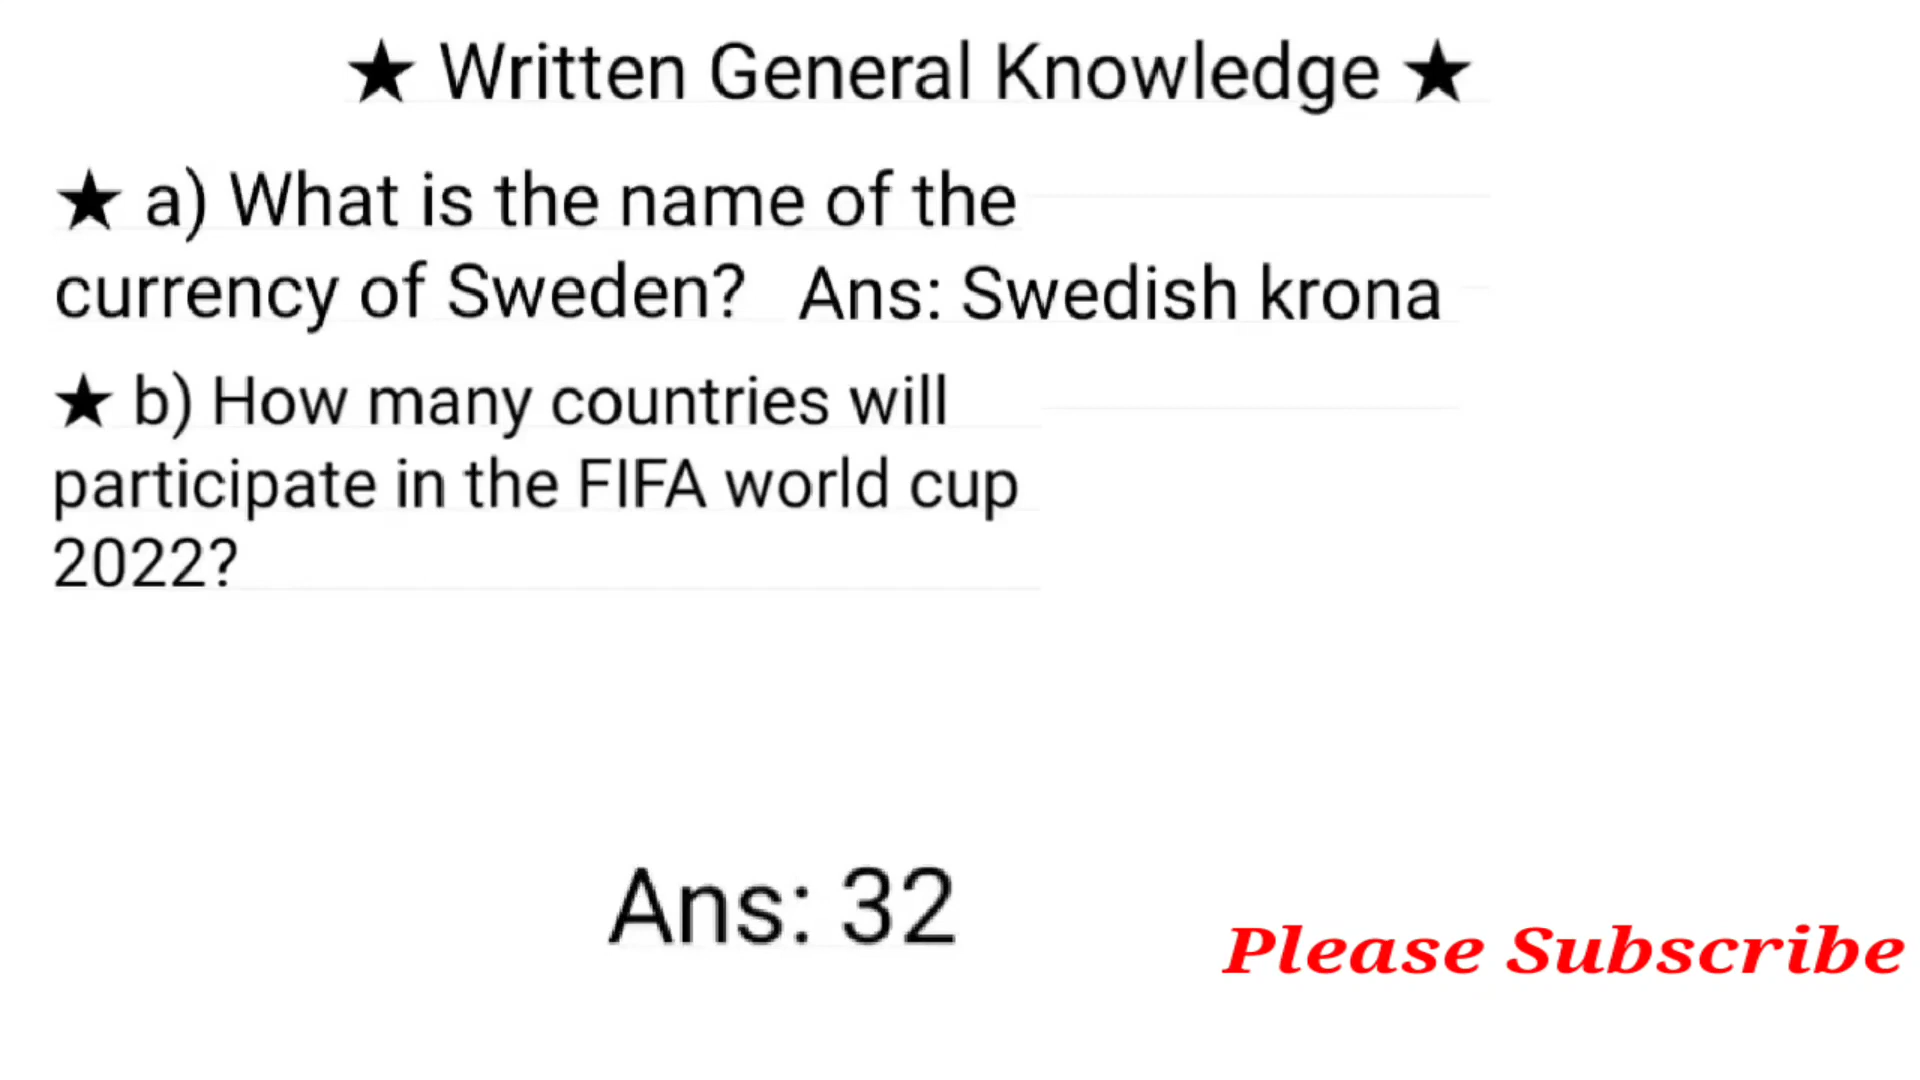 ★ Written General Knowledge ★
★ a) What is the name of the
currency of Sweden? Ans: Swedish krona
★ b) How many countries will
participate in the FIFA world cup
2022?
Ans: 32
Please Subscribe